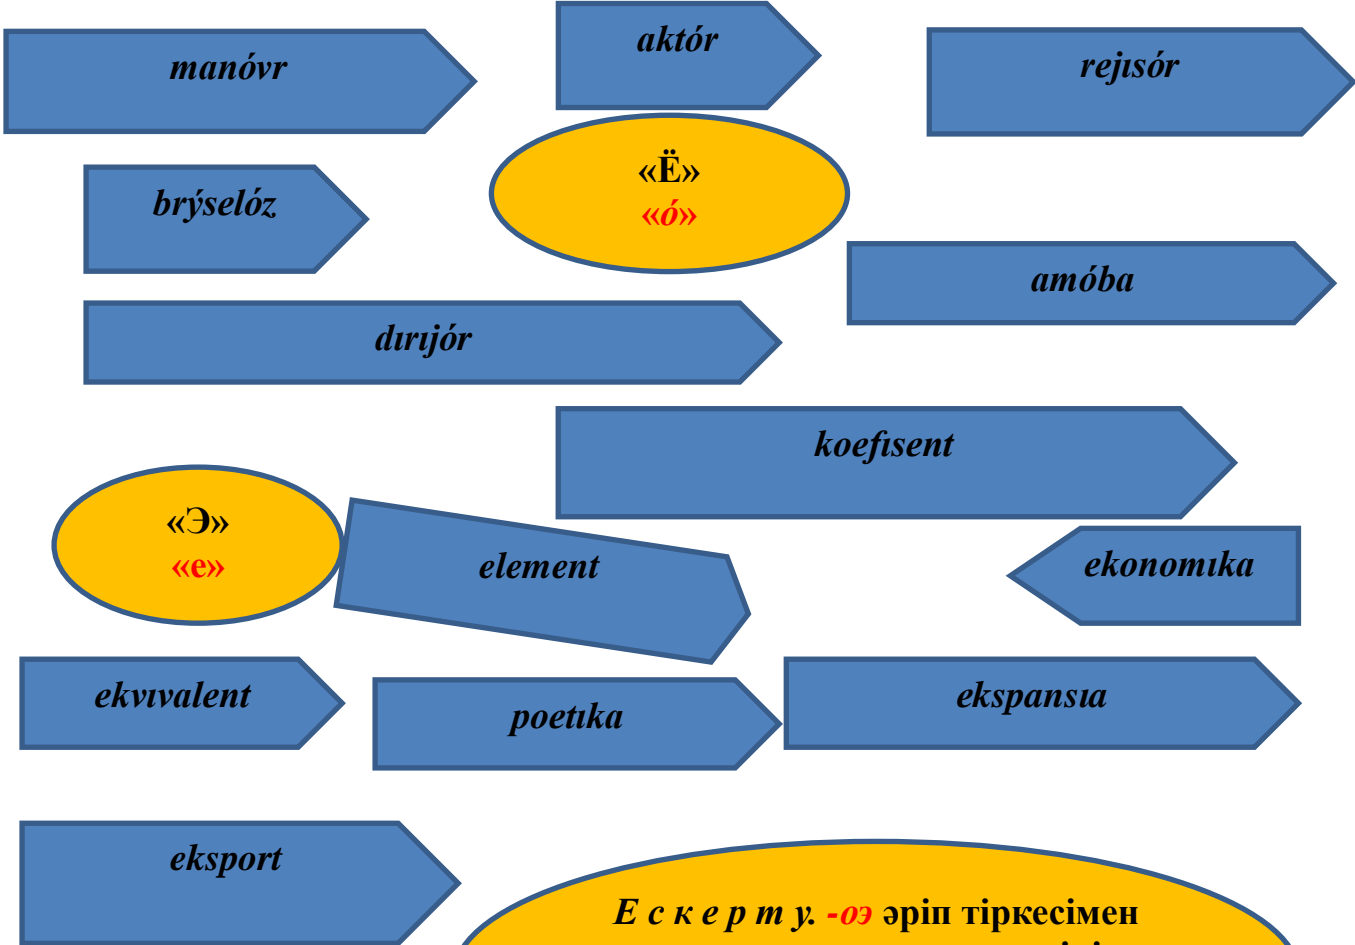 aktór
manóvr
rejısór
«Ё»
«ó»
brýselóz
amóba
dırıjór
koefısent
«Э»
«е»
element
ekonomıka
ekvıvalent
poetıka
ekspansıa
eksport
Е с к е р т у. -оэ әріп тіркесімен